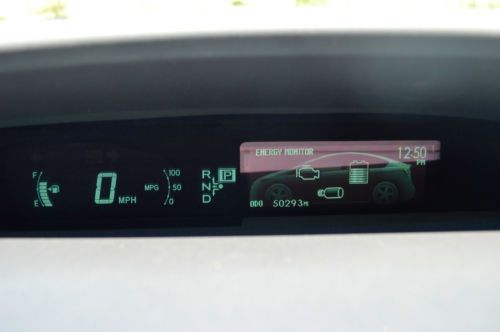 ENERGY MONITOR 12:50
PM
F
E
0 MPH
MPG
100
50
0
R
N
D
P
ODO 50293MI